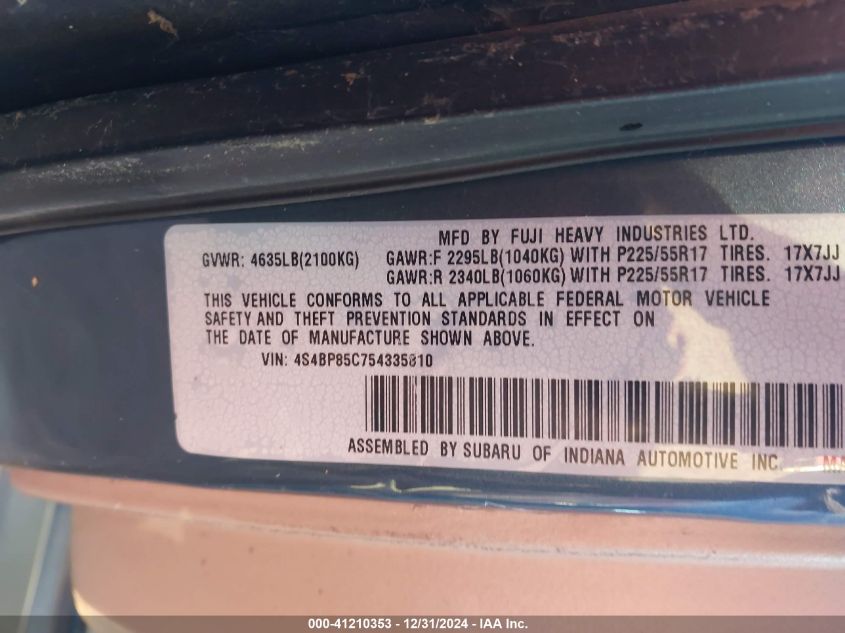 MFD BY FUJI HEAVY INDUSTRIES LTD.
GVWR: 4635LB(2100KG) GAWR:F 2295LB(1040KG) WITH P225/55R17 TIRES. 17X7JJ
GAWR:R 2340LB(1060KG) WITH P225/55R17 TIRES. 17X7JJ
THIS VEHICLE CONFORMS TO ALL APPLICABLE FEDERAL MOTOR VEHICLE
SAFETY AND THEFT PREVENTION STANDARDS IN EFFECT ON
THE DATE OF MANUFACTURE SHOWN ABOVE.
VIN: 4S4BP85C754335810
ASSEMBLED BY SUBARU OF INDIANA AUTOMOTIVE INC.
000-41210353 - 12/31/2024 - IAA Inc.